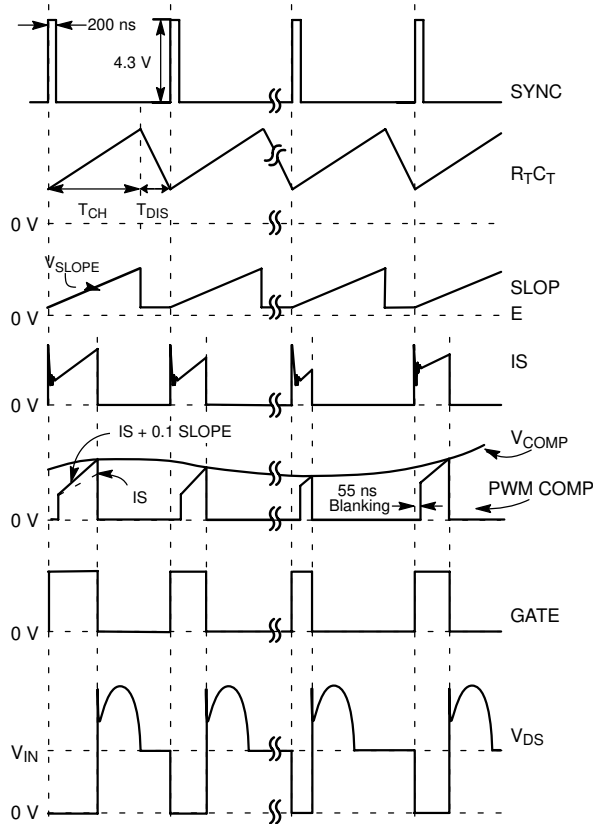 200 ns
4.3 V
SYNC
RTCT
TCH
TDIS
0 V
VSLOPE
SLOP
E
0 V
IS
0 V
IS + 0.1 SLOPE
VCOMP
IS
55 ns
Blanking
PWM COMP
0 V
GATE
0 V
VIN
VDS
0 V